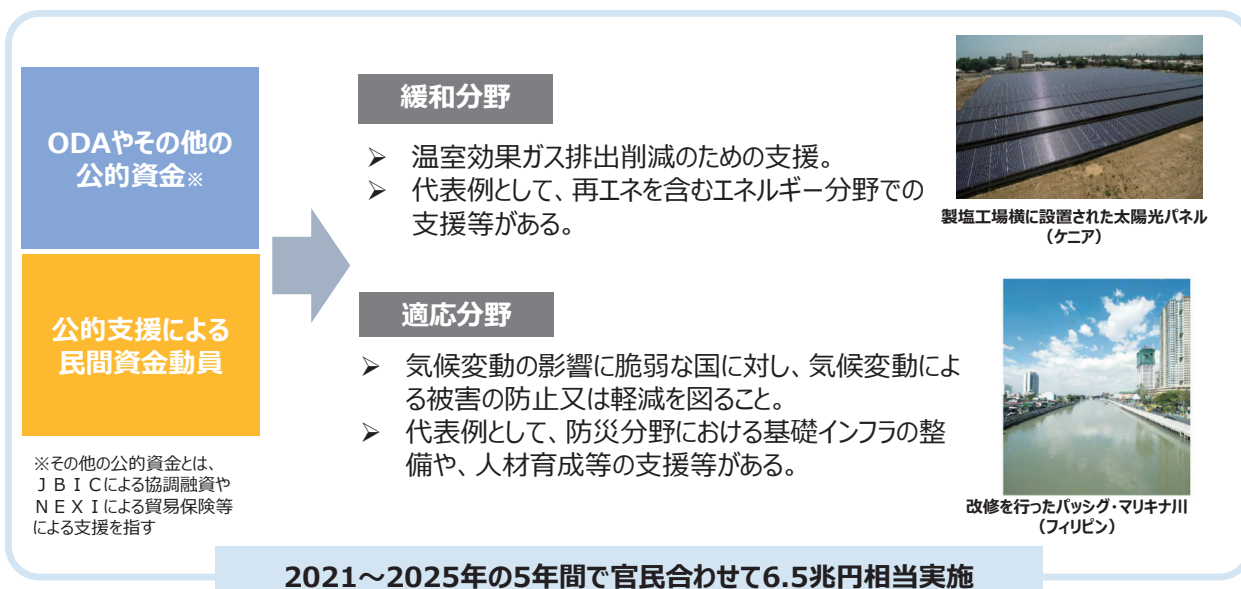 ODAやその他の
公的資金※
公的支援による
民間資金動員
※その他の公的資金とは、
ＪＢＩＣによる協調融資や
ＮＥＸＩによる貿易保険等
による支援を指す
緩和分野
➢ 温室効果ガス排出削減のための支援。
➢ 代表例として、再エネを含むエネルギー分野での
支援等がある。
製塩工場横に設置された太陽光パネル
（ケニア）
適応分野
➢ 気候変動の影響に脆弱な国に対し、気候変動によ
る被害の防止又は軽減を図ること。
➢ 代表例として、防災分野における基礎インフラの整
備や、人材育成等の支援等がある。
改修を行ったパッシグ・マリキナ川
（フィリピン）
2021～2025年の5年間で官民合わせて6.5兆円相当実施